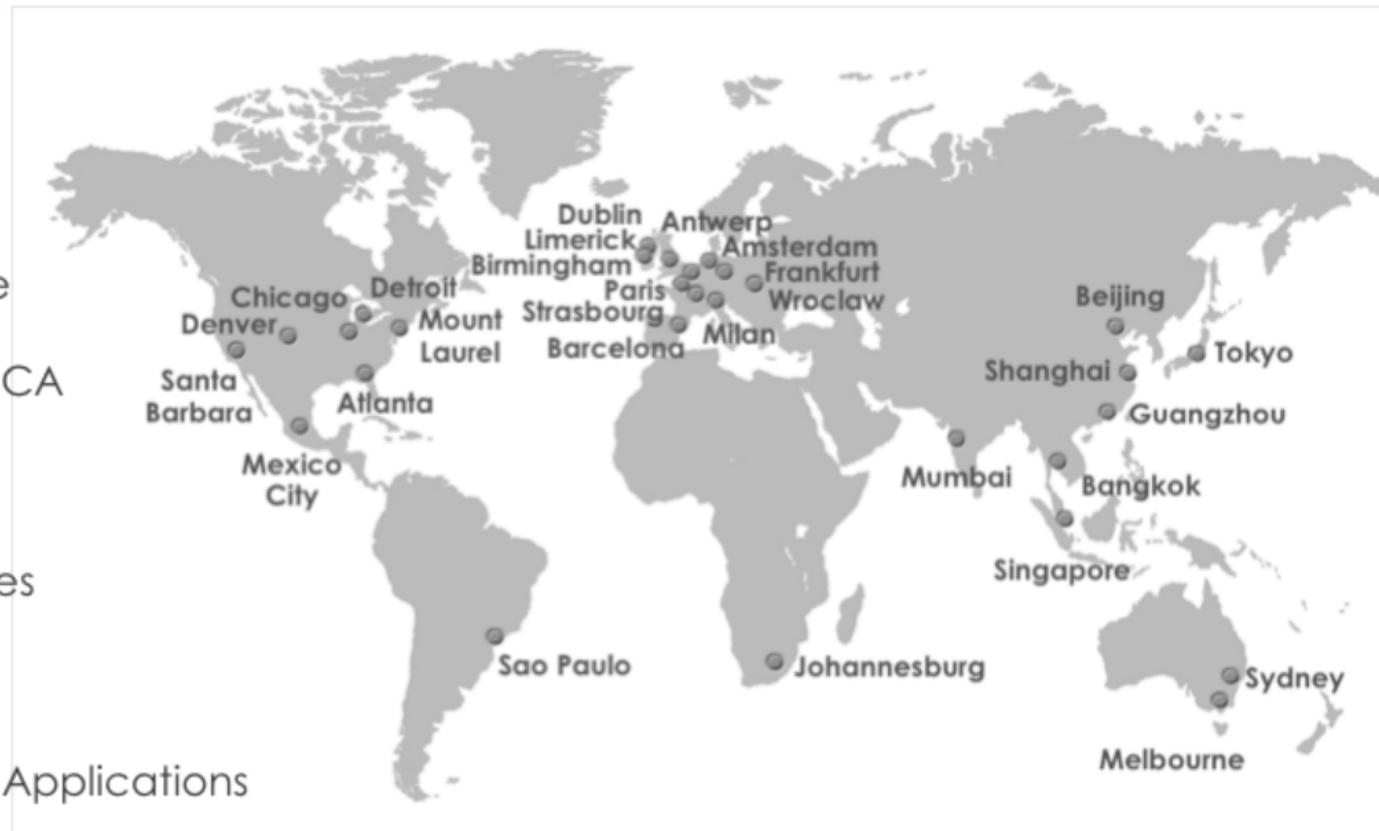 Dublin
Antwerp
Limerick
Amsterdam
Birmingham
Frankfurt
Paris
Wroclaw
Strasbourg
Milan
Barcelona
Chicago
Detroit
Denver
Mount
Laurel
Santa
Barbara
Atlanta
Mexico
City
Beijing
Tokyo
Shanghai
Guangzhou
Mumbai
Bangkok
Singapore
Sao Paulo
Johannesburg
Sydney
Melbourne
e
CA
es
Applications